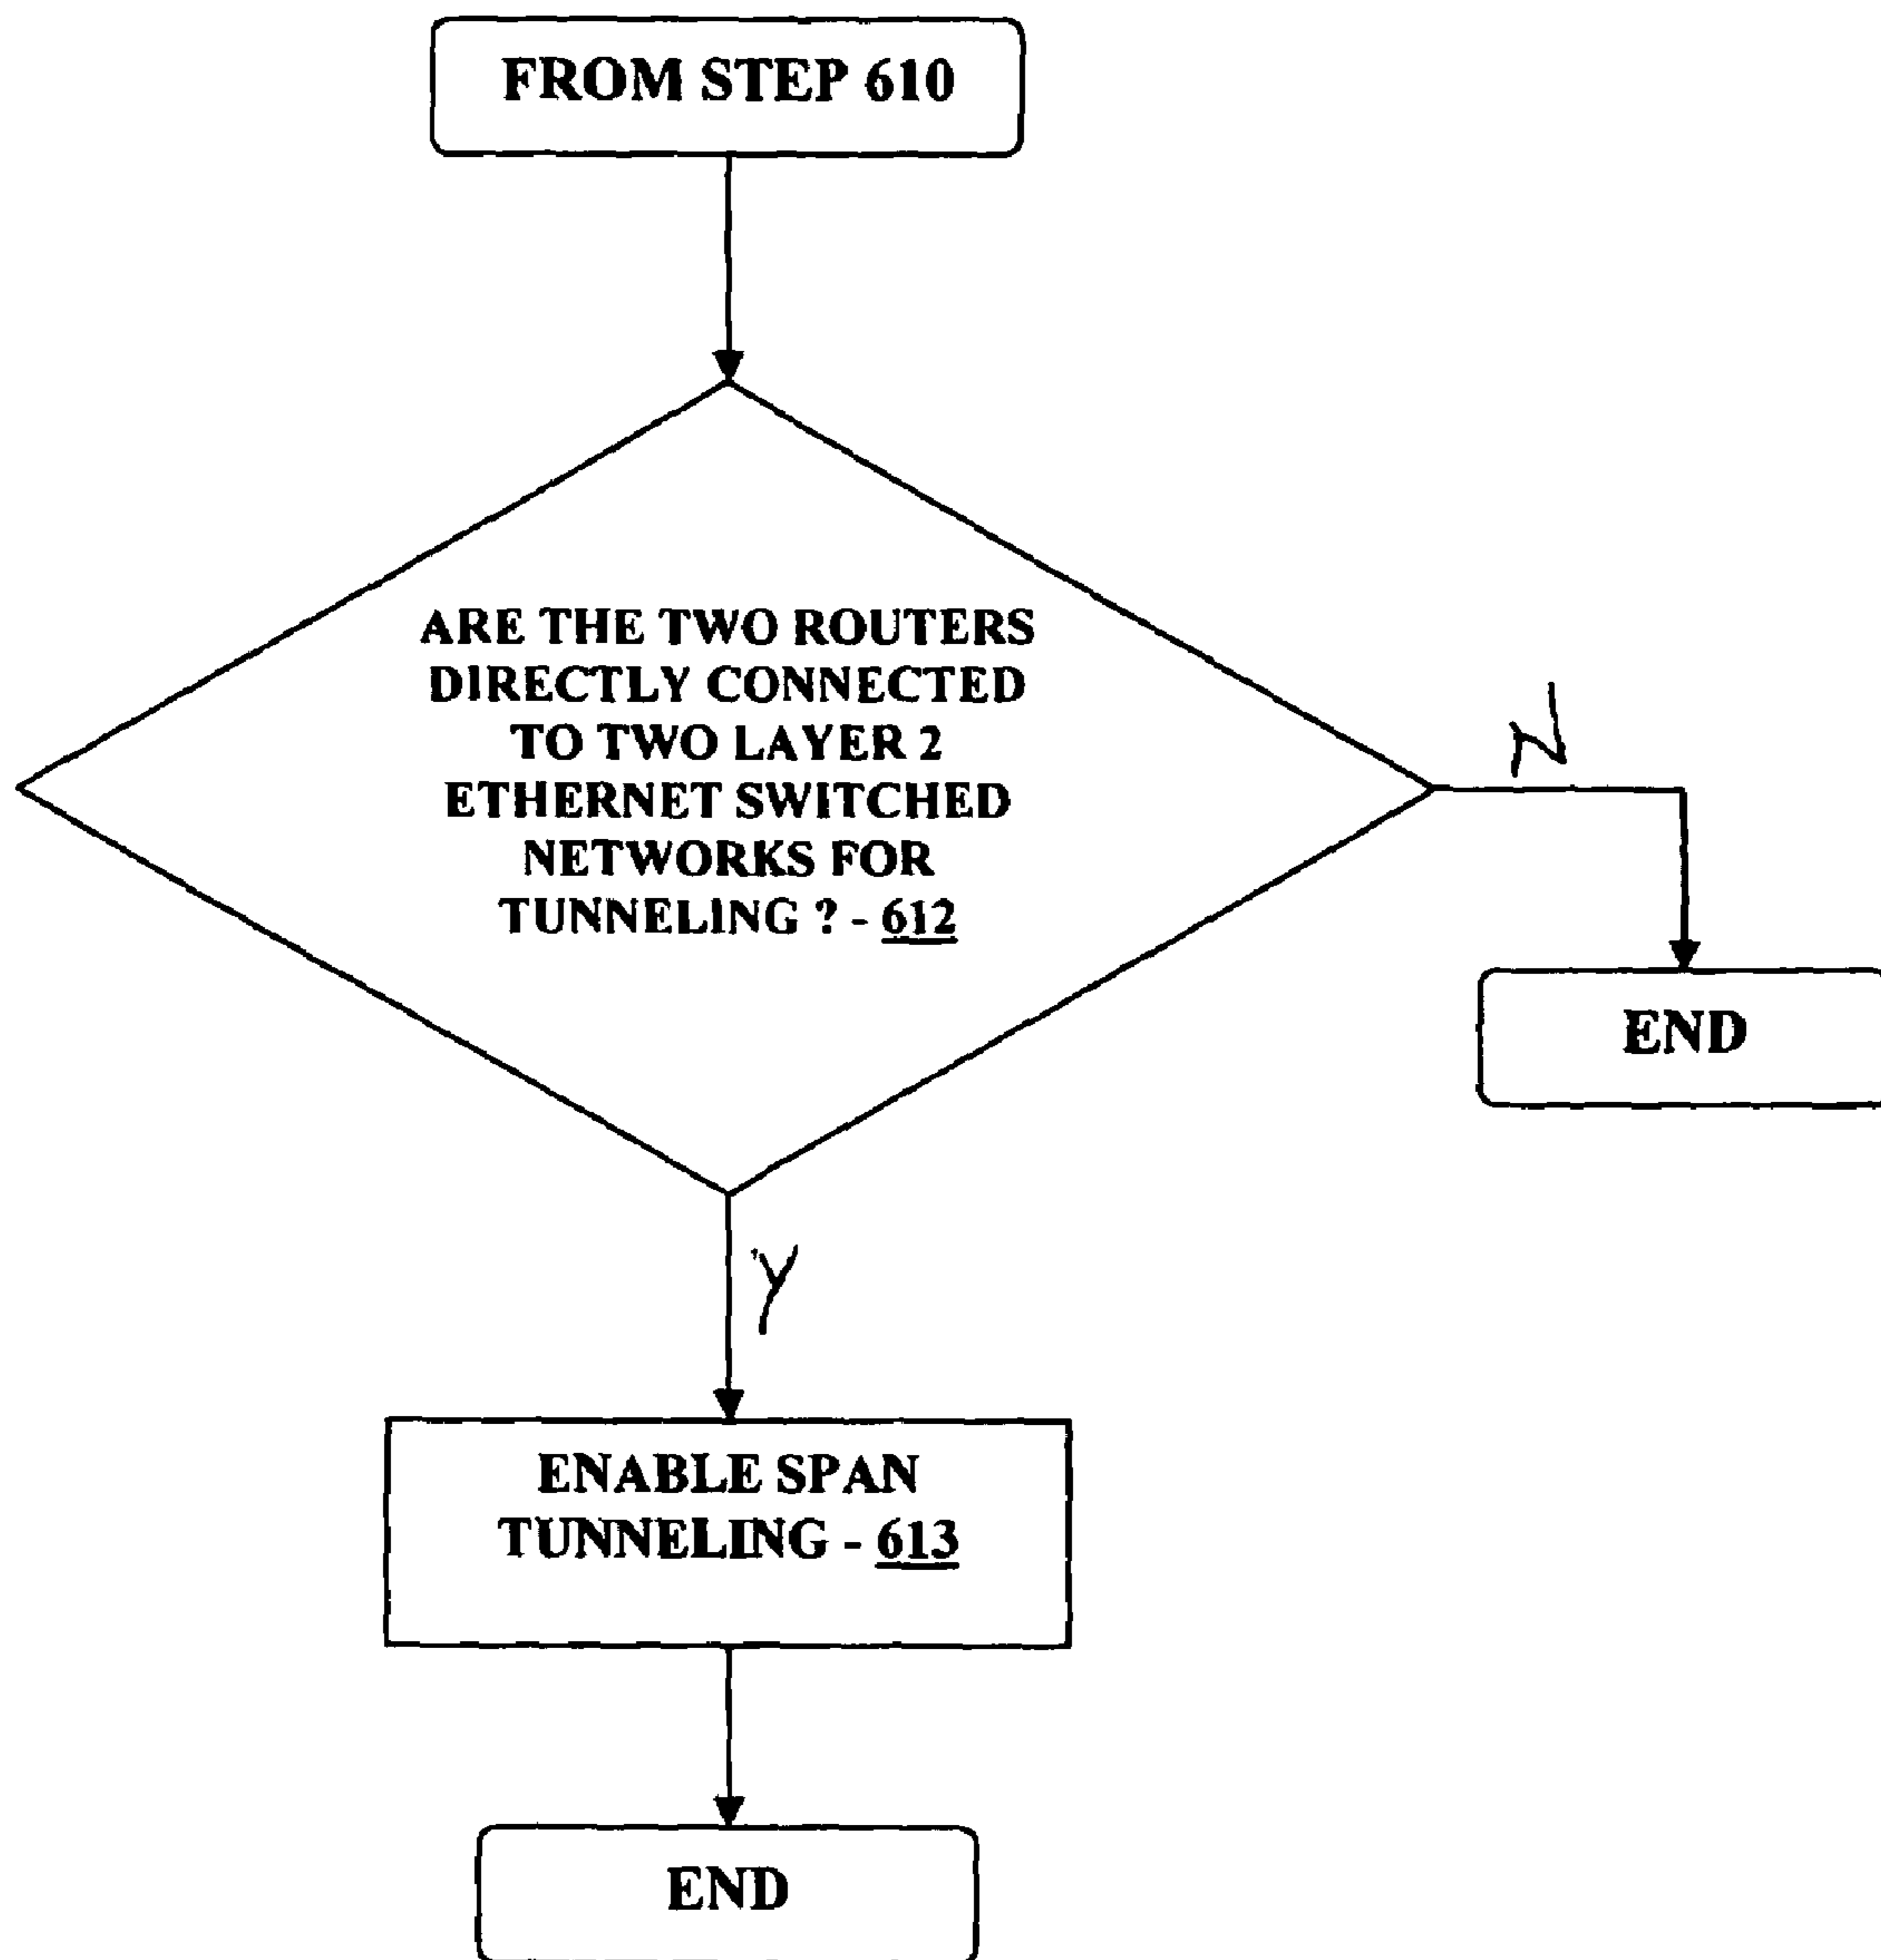 FROM STEP 610
ARE THE TWO ROUTERS
DIRECTLY CONNECTED
TO TWO LAYER 2
ETHERNET SWITCHED
NETWORKS FOR
TUNNELING ? - 612
N
END
Y
ENABLE SPAN
TUNNELING - 613
END